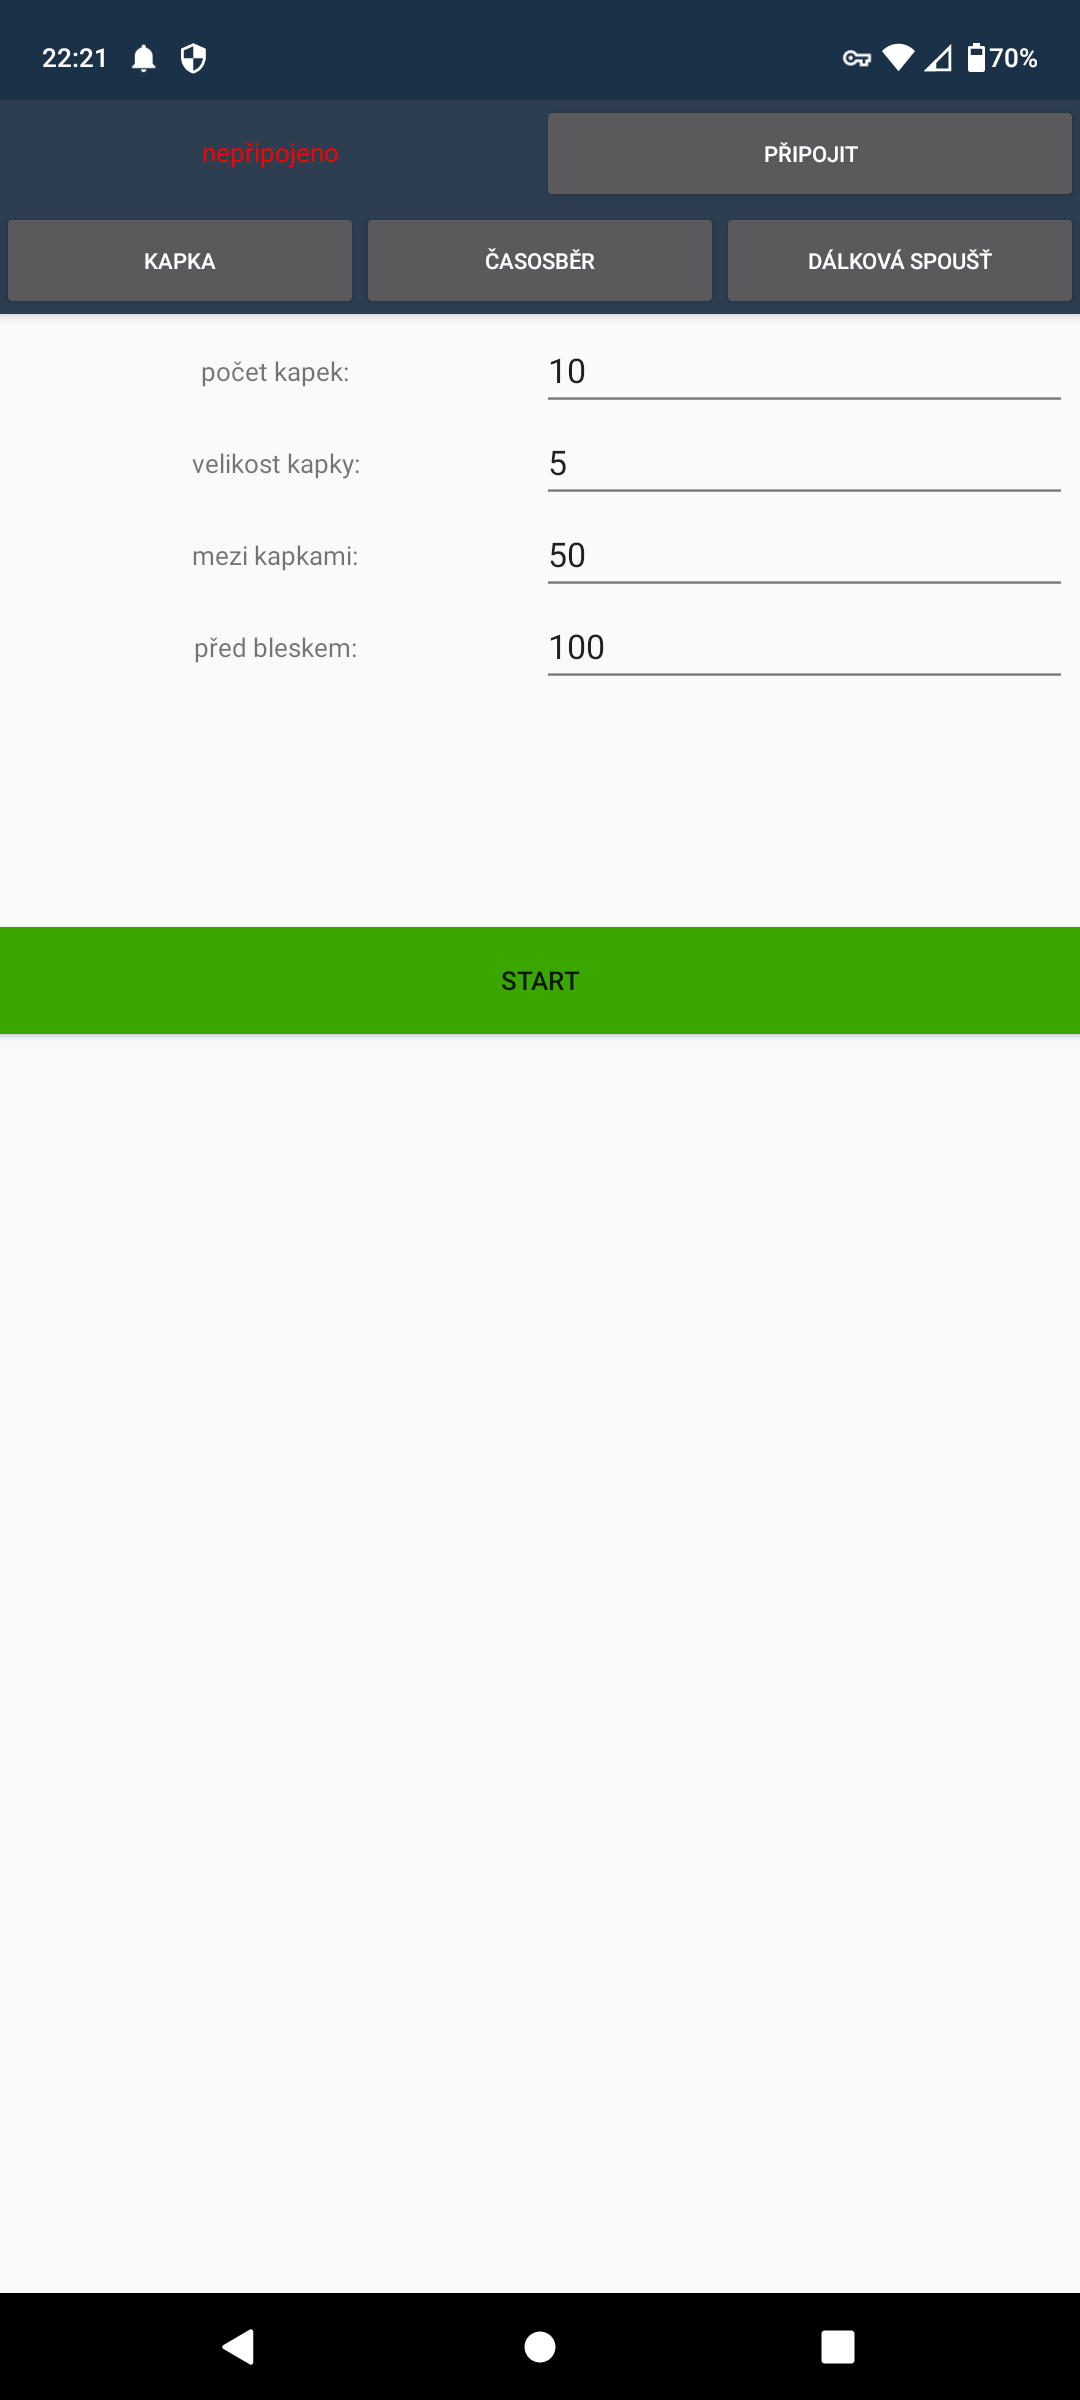 22:21 70%
nepřipojeno PŘIPOJIT
KAPKA ČASOSBĚR DÁLKOVÁ SPOUŠŤ
počet kapek: 10
velikost kapky: 5
mezi kapkami: 50
před bleskem: 100
START